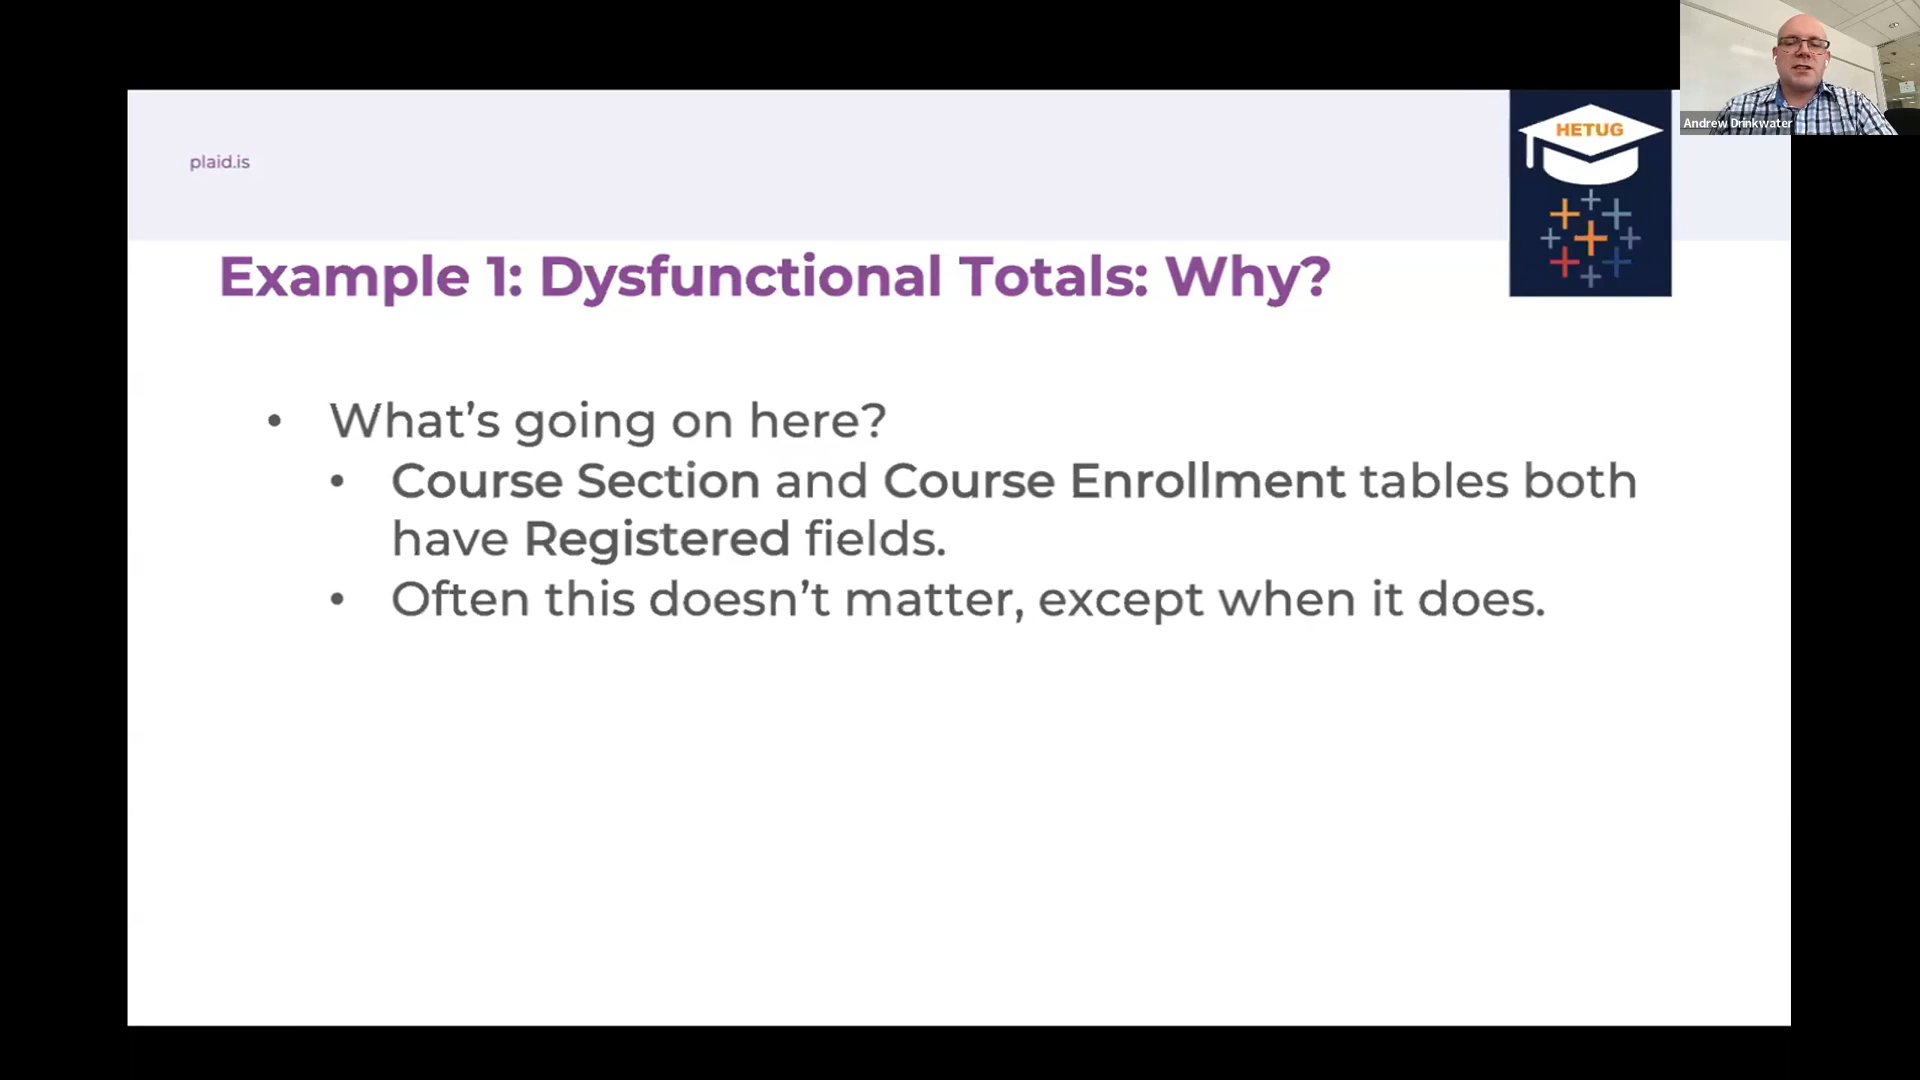 plaid.is
HETUG
Andrew Drinkwater
Example 1: Dysfunctional Totals: Why?
• What’s going on here?
• Course Section and Course Enrollment tables both
have Registered fields.
• Often this doesn’t matter, except when it does.